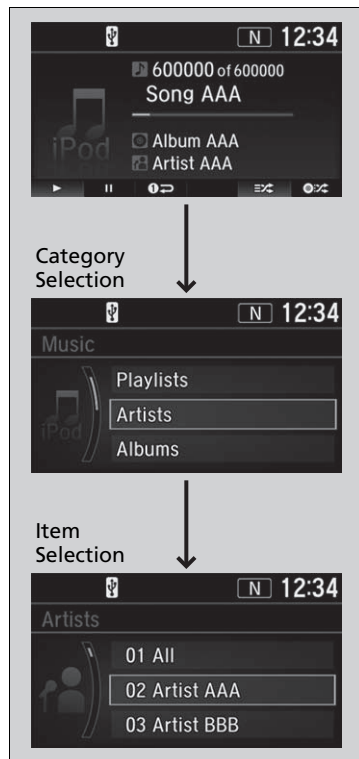 N 12:34
600000 of 600000
Song AAA
iPod
Album AAA
Artist AAA
1
Category
Selection
N 12:34
Music
Playlists
iPod
Artists
Albums
Item
Selection
N 12:34
Artists
01 All
02 Artist AAA
03 Artist BBB